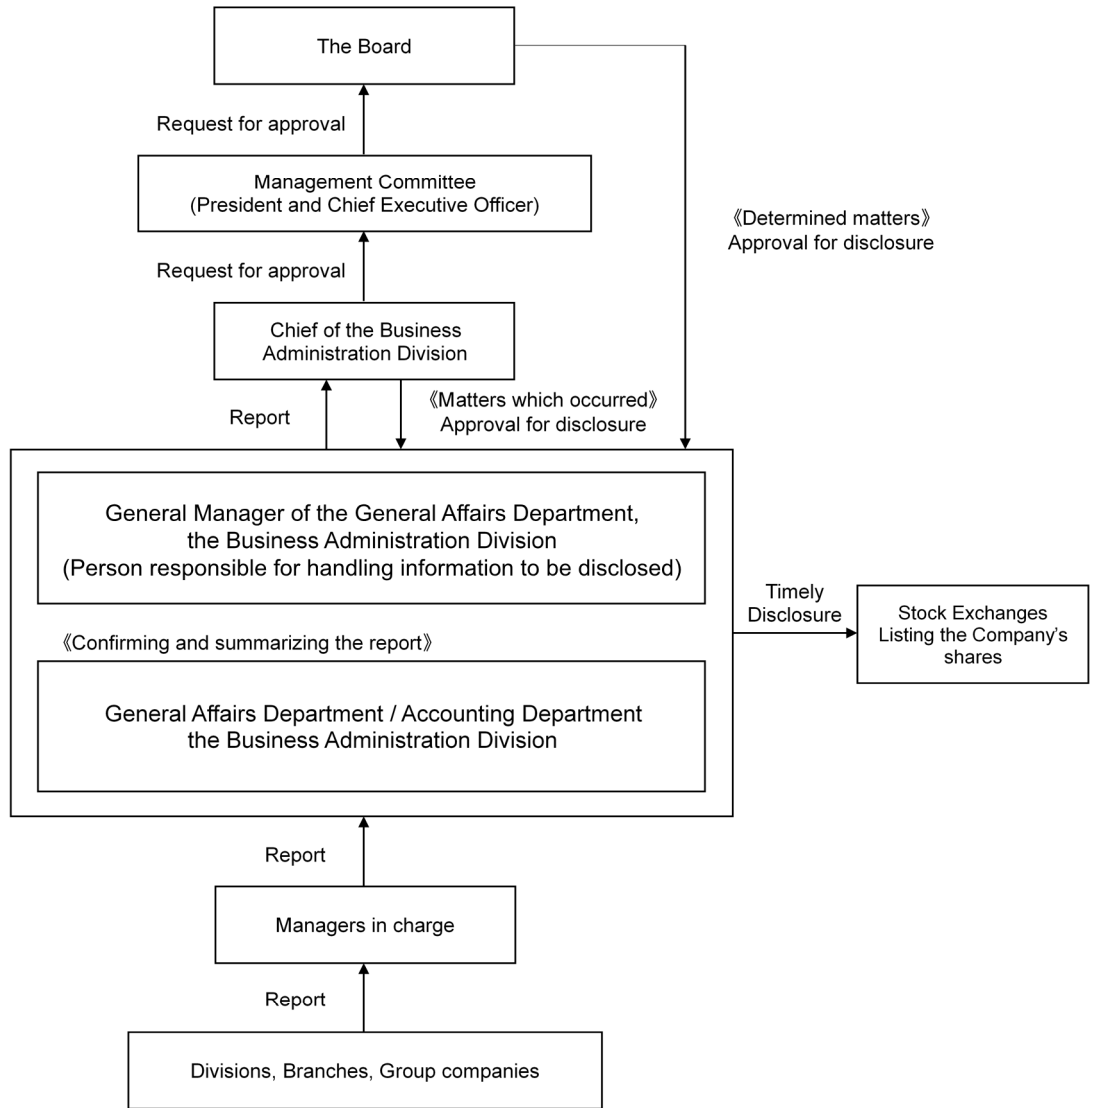 The Board
Request for approval
Management Committee
(President and Chief Executive Officer)
《Determined matters》
Approval for disclosure
Request for approval
Chief of the Business
Administration Division
《Matters which occurred》
Approval for disclosure
Report
General Manager of the General Affairs Department,
the Business Administration Division
(Person responsible for handling information to be disclosed)
Timely
Disclosure
Stock Exchanges
Listing the Company's
shares
《Confirming and summarizing the report》
General Affairs Department / Accounting Department
the Business Administration Division
Report
Managers in charge
Report
Divisions, Branches, Group companies